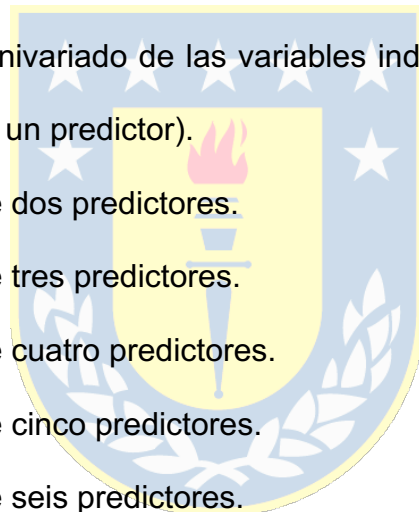 nivariado de las variables ind
un predictor).
e dos predictores.
e tres predictores.
e cuatro predictores.
e cinco predictores.
e seis predictores.